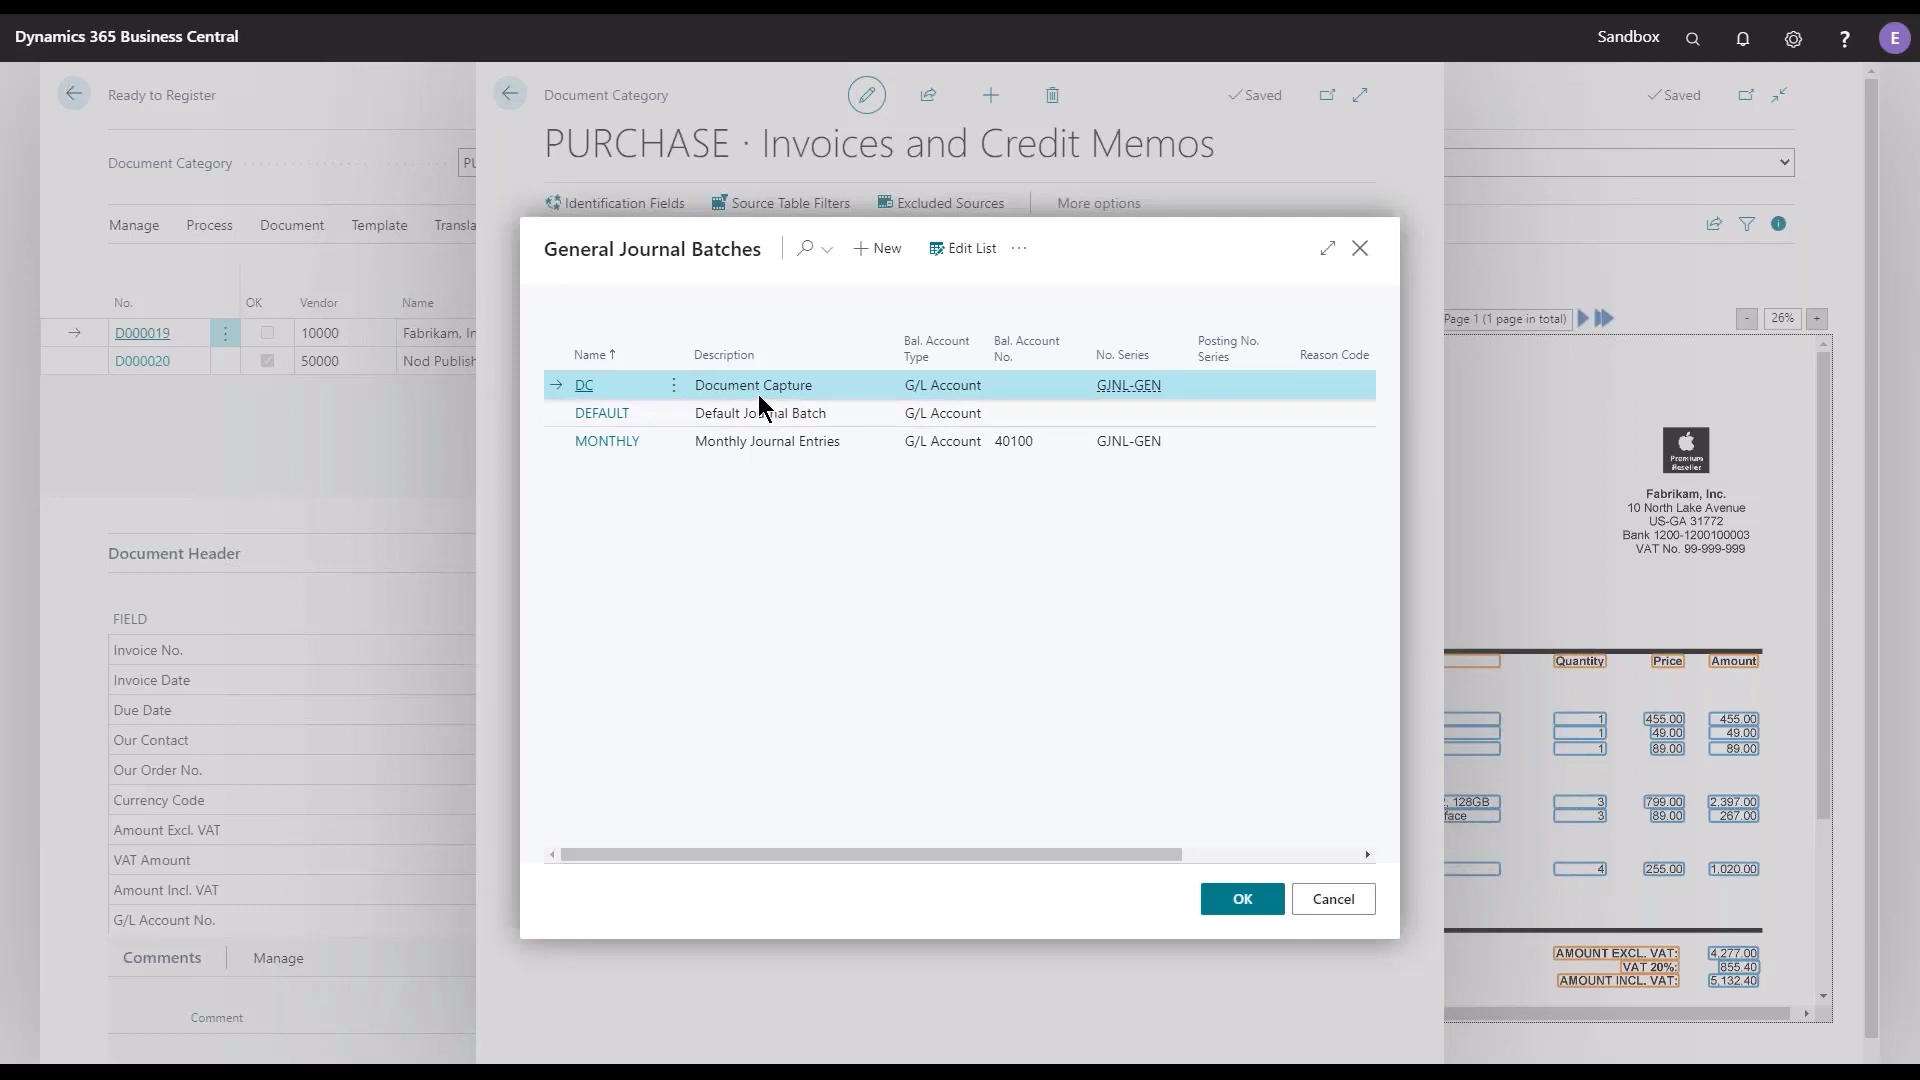 Dynamics 365 Business Central
Sandbox
?
E
Ready to Register
Document Category
Manage Process Document Template Transla
No. OK Vendor Name
D000019 10000 Fabrikam, In
D000020 50000 Nod Publish
Document Header
FIELD
Invoice No.
Invoice Date
Due Date
Our Contact
Our Order No.
Currency Code
Amount Excl. VAT
VAT Amount
Amount Incl. VAT
G/L Account No.
Comments Manage
Comment
Document Category
Saved
PURCHASE · Invoices and Credit Memos
Identification Fields Source Table Filters Excluded Sources More options
General Journal Batches
New Edit List ...
Name ↑ Description Bal. Account Type Bal. Account No. No. Series Posting No. Series Reason Code
DC Document Capture G/L Account GJNL-GEN
DEFAULT Default Journal Batch G/L Account
MONTHLY Monthly Journal Entries G/L Account 40100 GJNL-GEN
OK Cancel
Saved
Page 1 (1 page in total)
- 26% +
Premium
Reseller
Fabrikam, Inc.
10 North Lake Avenue
US-GA 31772
Bank 1200-1200100003
VAT No. 99-999-999
Quantity Price Amount
1 455.00 455.00
1 49.00 49.00
1 89.00 89.00
128GB 3 799.00 2,397.00
face 3 89.00 267.00
4 255.00 1,020.00
AMOUNT EXCL. VAT: 4,277.00
VAT 20%: 855.40
AMOUNT INCL. VAT: 5,132.40